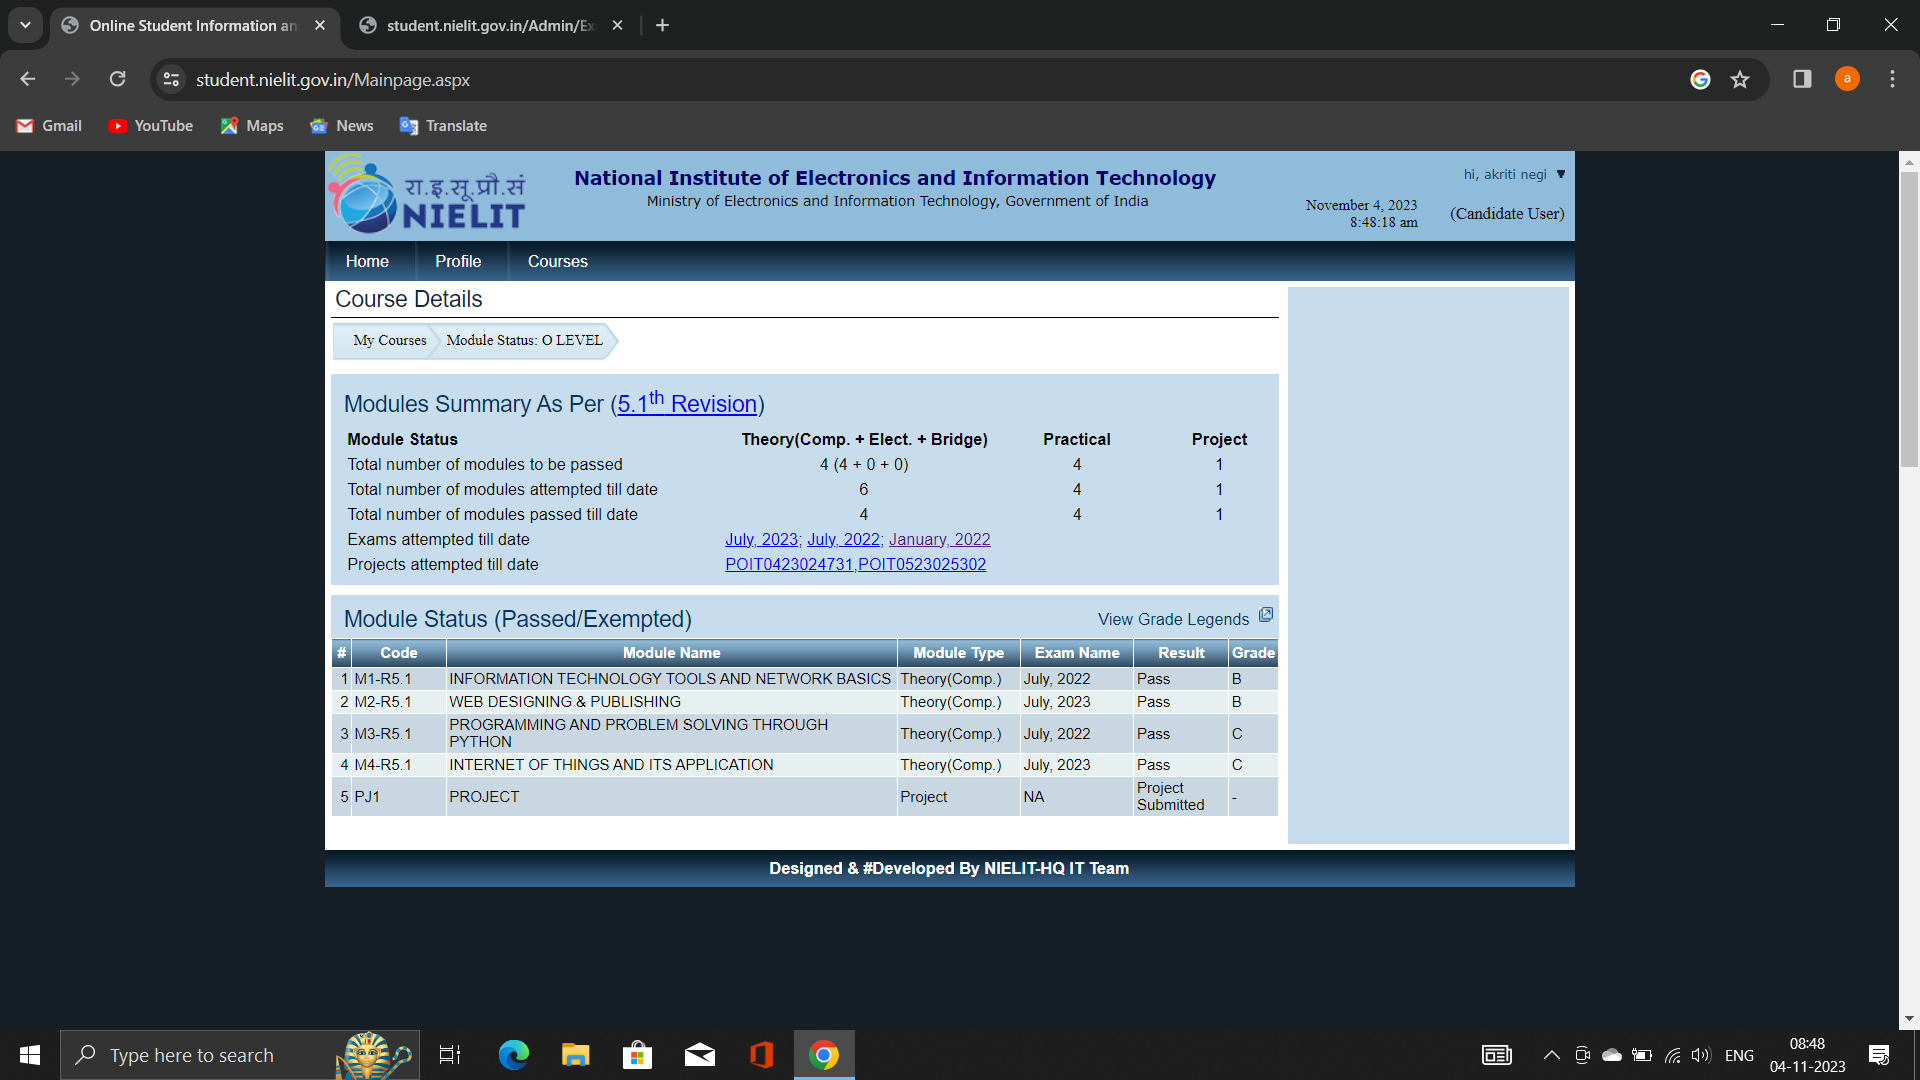 Online Student Information an
student.nielit.gov.in/Admin/Ex
student.nielit.gov.in/Mainpage.aspx
a
Gmail
YouTube
Maps
News
Translate
रा.इ.सू.प्रौ.सं
NIELIT
National Institute of Electronics and Information Technology
Ministry of Electronics and Information Technology, Government of India
hi, akriti negi ▼
November 4, 2023
8:48:18 am
(Candidate User)
Home Profile Courses
Course Details
My Courses Module Status: O LEVEL
Modules Summary As Per (5.1th Revision)
Module Status Theory(Comp. + Elect. + Bridge) Practical Project
Total number of modules to be passed 4 (4 + 0 + 0) 4 1
Total number of modules attempted till date 6 4 1
Total number of modules passed till date 4 4 1
Exams attempted till date July, 2023; July, 2022; January, 2022
Projects attempted till date POIT0423024731,POIT0523025302
Module Status (Passed/Exempted) View Grade Legends
# Code Module Name Module Type Exam Name Result Grade
1 M1-R5.1 INFORMATION TECHNOLOGY TOOLS AND NETWORK BASICS Theory(Comp.) July, 2022 Pass B
2 M2-R5.1 WEB DESIGNING & PUBLISHING Theory(Comp.) July, 2023 Pass B
3 M3-R5.1 PROGRAMMING AND PROBLEM SOLVING THROUGH
PYTHON Theory(Comp.) July, 2022 Pass C
4 M4-R5.1 INTERNET OF THINGS AND ITS APPLICATION Theory(Comp.) July, 2023 Pass C
5 PJ1 PROJECT Project NA Project
Submitted -
Designed & #Developed By NIELIT-HQ IT Team
Type here to search
ENG
08:48
04-11-2023